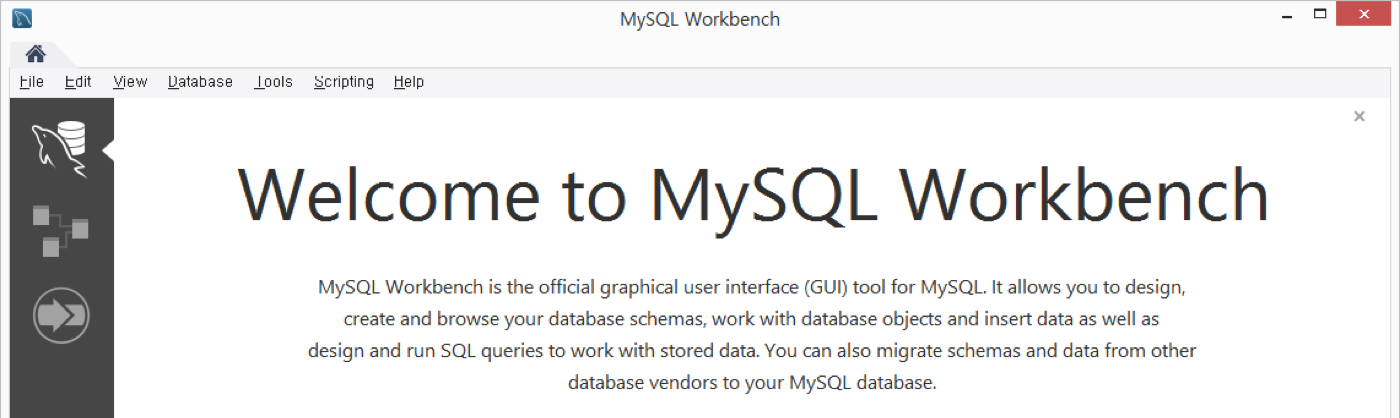 MySQL Workbench
File Edit View Database Tools Scripting Help
Welcome to MySQL Workbench
MySQL Workbench is the official graphical user interface (GUI) tool for MySQL. It allows you to design,
create and browse your database schemas, work with database objects and insert data as well as
design and run SQL queries to work with stored data. You can also migrate schemas and data from other
database vendors to your MySQL database.